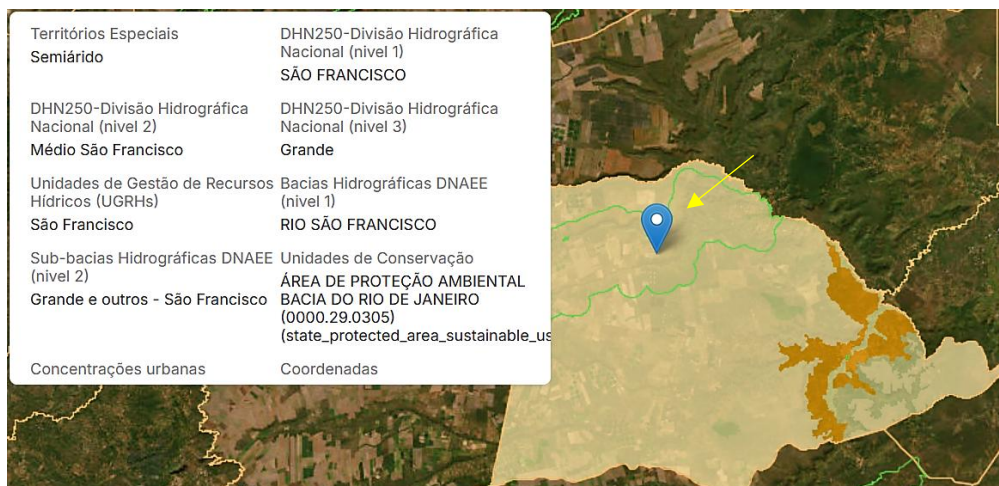 Territórios Especiais
Semiárido
DHN250-Divisão Hidrográfica
Nacional (nivel 1)
SÃO FRANCISCO
DHN250-Divisão Hidrográfica
Nacional (nivel 2)
Médio São Francisco
DHN250-Divisão Hidrográfica
Nacional (nivel 3)
Grande
Unidades de Gestão de Recursos
Hídricos (UGRHs)
São Francisco
Bacias Hidrográficas DNAEE
(nivel 1)
RIO SÃO FRANCISCO
Sub-bacias Hidrográficas DNAEE
(nivel 2)
Grande e outros - São Francisco
Unidades de Conservação
ÁREA DE PROTEÇÃO AMBIENTAL
BACIA DO RIO DE JANEIRO
(0000.29.0305)
(state_protected_area_sustainable_us
Concentrações urbanas
Coordenadas